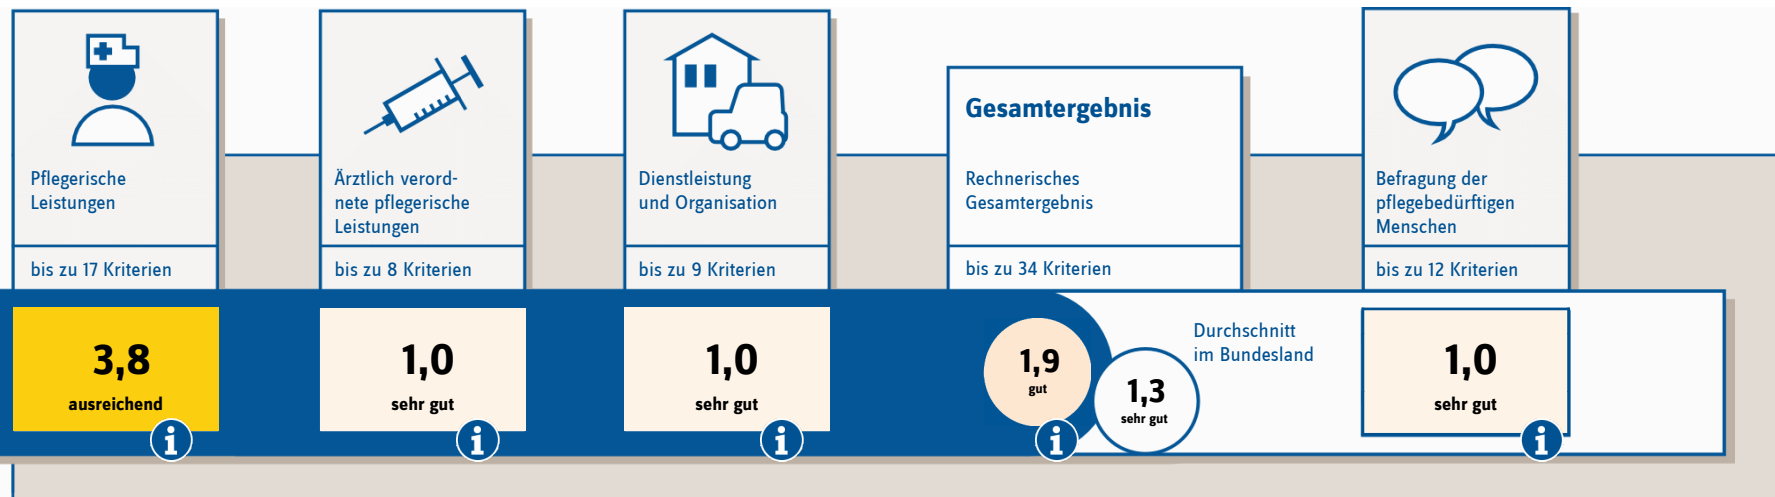 Pflegerische
Leistungen
bis zu 17 Kriterien
3,8
ausreichend
i
Ärztlich verord-
nete pflegerische
Leistungen
bis zu 8 Kriterien
1,0
sehr gut
i
Dienstleistung
und Organisation
bis zu 9 Kriterien
1,0
sehr gut
i
Gesamtergebnis
Rechnerisches
Gesamtergebnis
bis zu 34 Kriterien
1,9
gut
i
1,3
sehr gut
Durchschnitt
im Bundesland
Befragung der
pflegebedürftigen
Menschen
bis zu 12 Kriterien
1,0
sehr gut
i